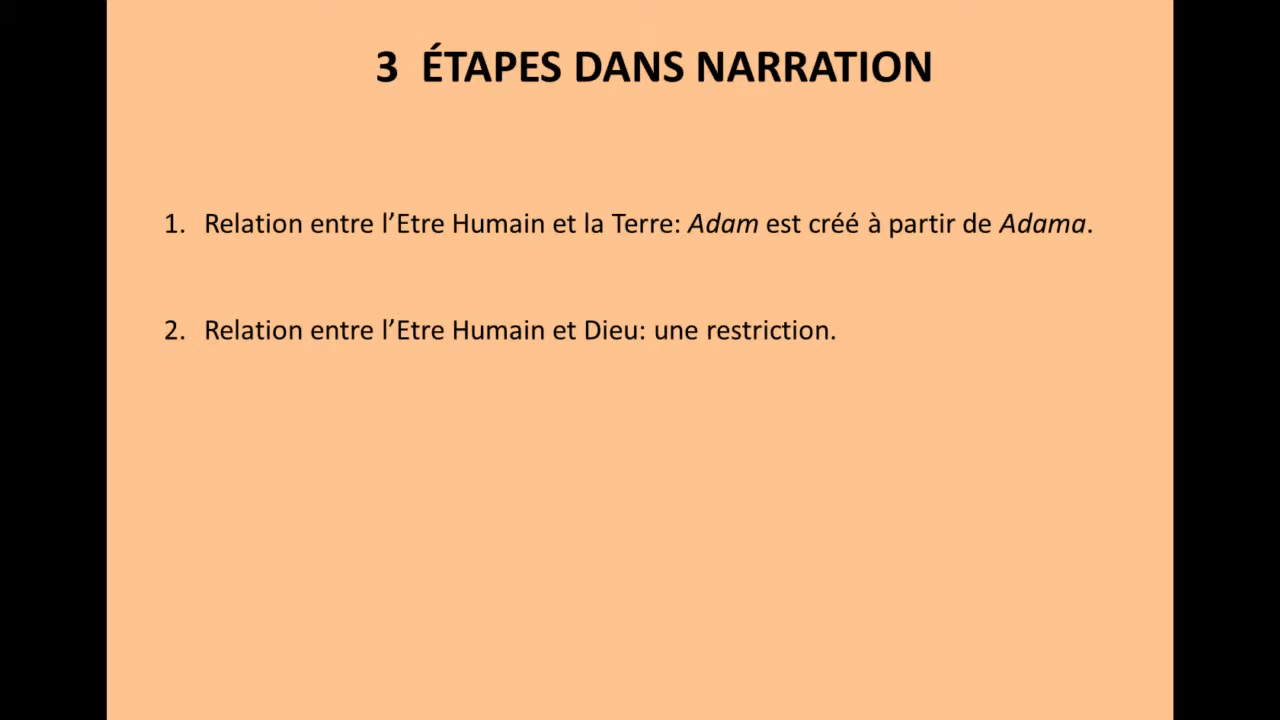 3 ÉTAPES DANS NARRATION
1. Relation entre l’Etre Humain et la Terre: Adam est créé à partir de Adama.
2. Relation entre l’Etre Humain et Dieu: une restriction.